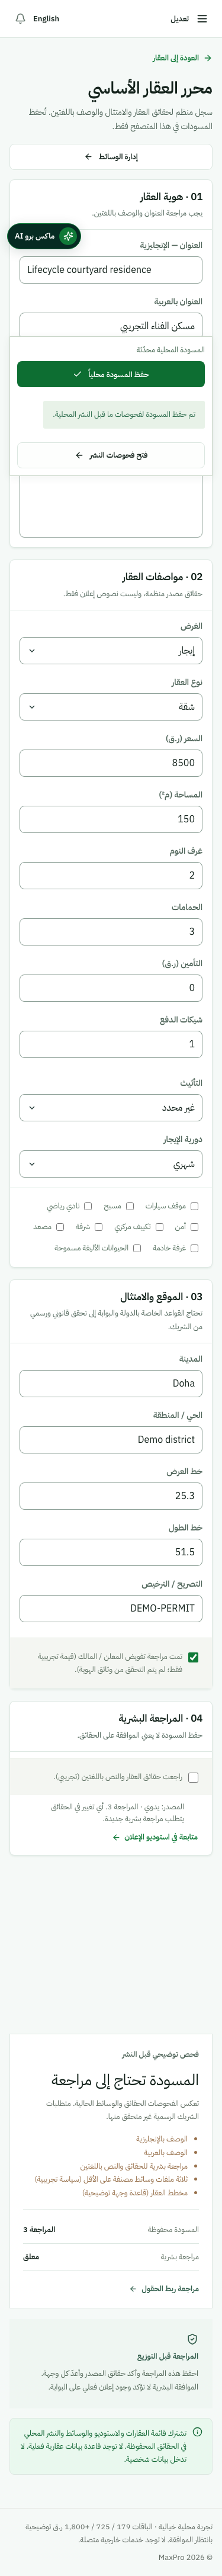 تعديل
English
العودة إلى العقار
محرر العقار الأساسي
سجل منظم لحقائق العقار والامتثال والوصف باللغتين. تُحفظ
المسودات في هذا المتصفح فقط.
إدارة الوسائط
01 · هوية العقار
يجب مراجعة العنوان والوصف باللغتين.
ماكس برو AI
العنوان — الإنجليزية
Lifecycle courtyard residence
العنوان بالعربية
مسكن الفناء التجريبي
المسودة المحلية محدّثة
حفظ المسودة محلياً
تم حفظ المسودة لفحوصات ما قبل النشر المحلية.
فتح فحوصات النشر
02 · مواصفات العقار
حقائق مصدر منظمة، وليست نصوص إعلان فقط.
الغرض
إيجار
نوع العقار
شقة
السعر (ر.ق)
8500
المساحة (م²)
150
غرف النوم
2
الحمامات
3
التأمين (ر.ق)
0
شيكات الدفع
1
التأثيث
غير محدد
دورية الإيجار
شهري
موقف سيارات
مسبح
نادي رياضي
أمن
تكييف مركزي
شرفة
مصعد
غرفة خادمة
الحيوانات الأليفة مسموحة
03 · الموقع والامتثال
تحتاج القواعد الخاصة بالدولة والبوابة إلى تحقق قانوني ورسمي
من الشريك.
المدينة
Doha
الحي / المنطقة
Demo district
خط العرض
25.3
خط الطول
51.5
التصريح / الترخيص
DEMO-PERMIT
تمت مراجعة تفويض المعلن / المالك (قيمة تجريبية
فقط؛ لم يتم التحقق من وثائق الهوية).
04 · المراجعة البشرية
حفظ المسودة لا يعني الموافقة على الحقائق.
راجعت حقائق العقار والنص باللغتين (تجريبي).
المصدر: يدوي · المراجعة 3. أي تغيير في الحقائق
يتطلب مراجعة بشرية جديدة.
متابعة في استوديو الإعلان
فحص توضيحي قبل النشر
المسودة تحتاج إلى مراجعة
تعكس الفحوصات الحقائق والوسائط الحالية. متطلبات
الشريك الرسمية غير متحقق منها.
الوصف بالإنجليزية
الوصف بالعربية
مراجعة بشرية للحقائق والنص باللغتين
ثلاثة ملفات وسائط مصنفة على الأقل (سياسة تجريبية)
مخطط العقار (قاعدة وجهة توضيحية)
المسودة محفوظة
المراجعة 3
مراجعة بشرية
معلق
مراجعة ربط الحقول
المراجعة قبل التوزيع
احفظ هذه المراجعة وأكد حقائق المصدر وأعدّ كل وجهة.
الموافقة البشرية لا تؤكد وجود إعلان فعلي على البوابة.
تشترك قائمة العقارات والاستوديو والوسائط والنشر المحلي
في الحقائق المحفوظة. لا توجد قاعدة بيانات عقارية فعلية. لا
تدخل بيانات شخصية.
تجربة محلية خيالية · الباقات 179 / 725 / +1,800 ر.ق توضيحية
بانتظار الموافقة. لا توجد خدمات خارجية متصلة.
© 2026 MaxPro